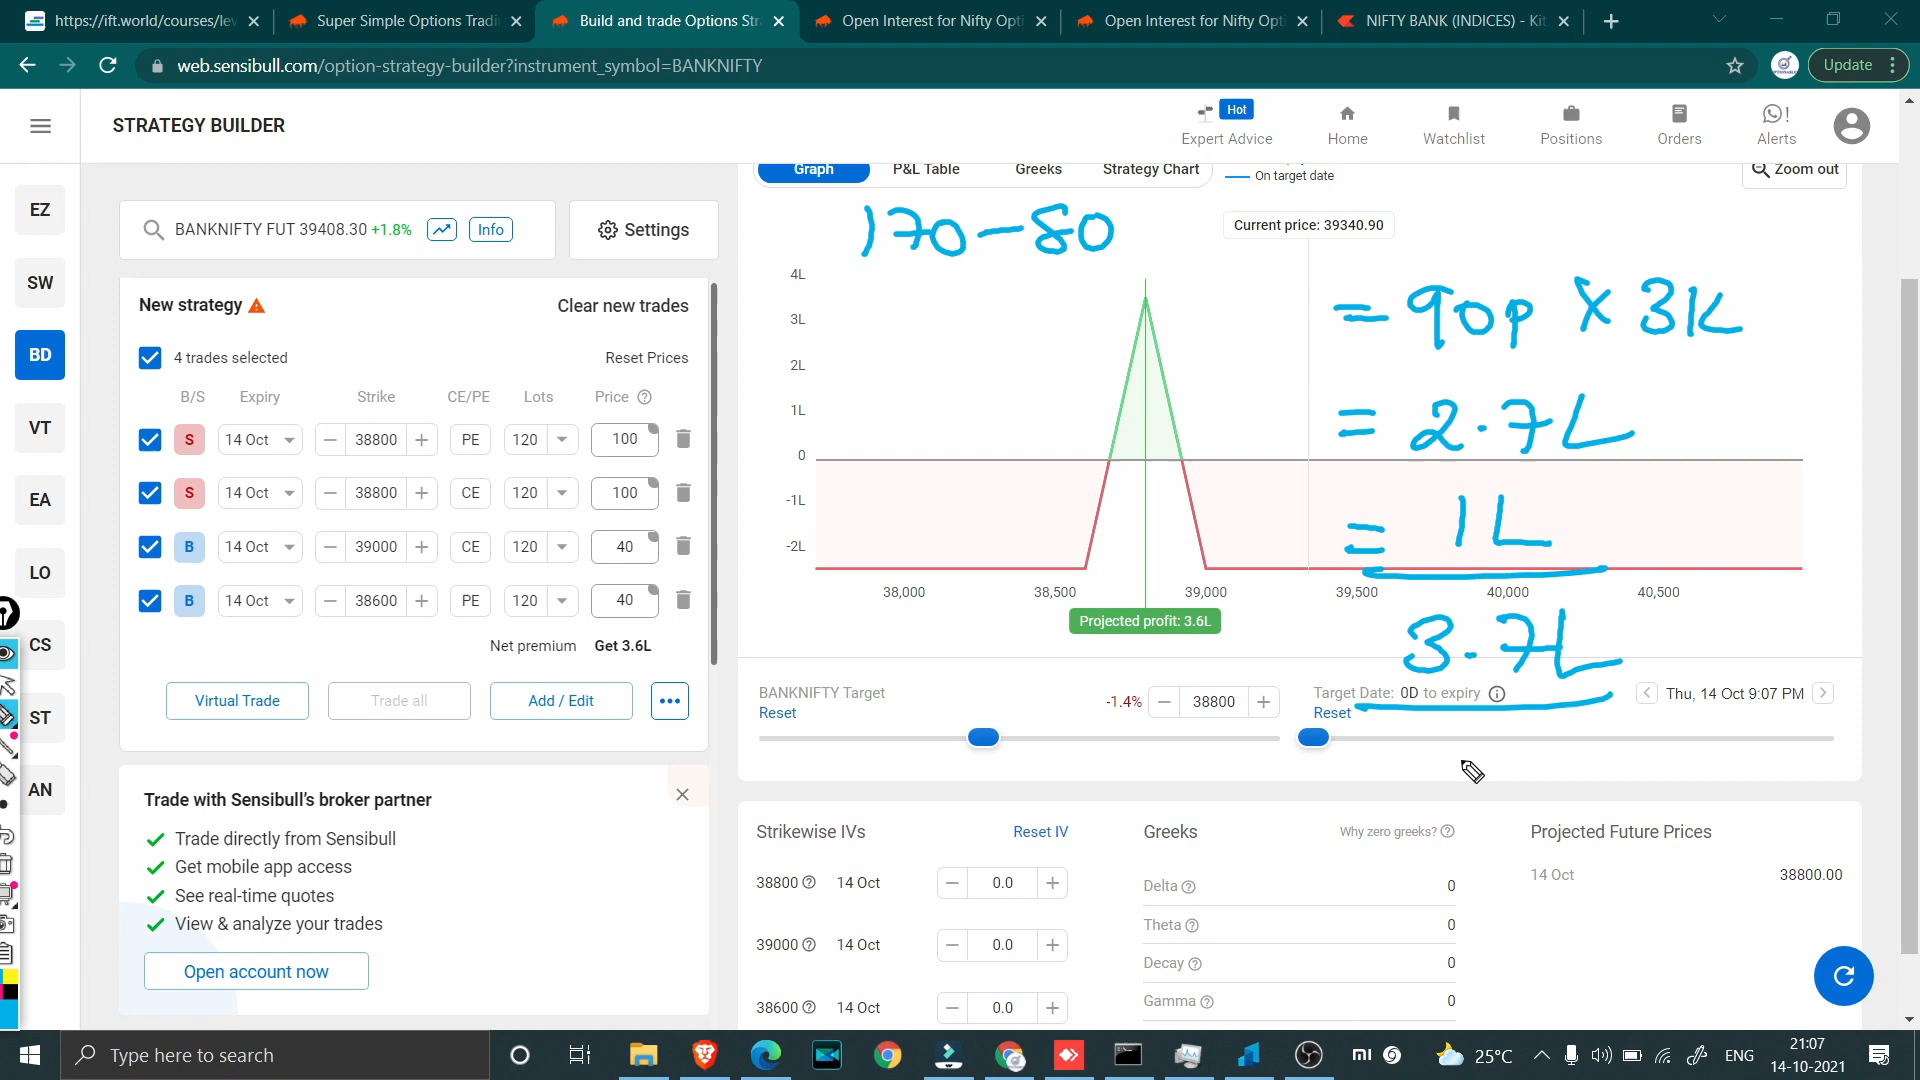 https://ift.world/courses/lev
Super Simple Options Tradi
Build and trade Options Str
Open Interest for Nifty Opti
Open Interest for Nifty Opti
NIFTY BANK (INDICES) - Kit
web.sensibull.com/option-strategy-builder?instrument_symbol=BANKNIFTY
Update
STRATEGY BUILDER
Hot
Expert Advice
Home
Watchlist
Positions
Orders
Alerts
EZ
SW
BD
VT
EA
LO
CS
ST
AN
BANKNIFTY FUT 39408.30 +1.8%
Info
Settings
New strategy
Clear new trades
4 trades selected
Reset Prices
B/S Expiry Strike CE/PE Lots Price
S 14 Oct 38800 PE 120 100
S 14 Oct 38800 CE 120 100
B 14 Oct 39000 CE 120 40
B 14 Oct 38600 PE 120 40
Net premium Get 3.6L
Virtual Trade
Trade all
Add / Edit
Trade with Sensibull's broker partner
Trade directly from Sensibull
Get mobile app access
See real-time quotes
View & analyze your trades
Open account now
Graph
P&L Table
Greeks
Strategy Chart
On target date
Zoom out
170-80
Current price: 39340.90
= 90p X 3K
= 2.7L
= 1L
3.7L
4L
3L
2L
1L
0
-1L
-2L
38,000
38,500
39,000
39,500
40,000
40,500
Projected profit: 3.6L
BANKNIFTY Target
Reset
-1.4%
38800
Target Date: 0D to expiry
Reset
Thu, 14 Oct 9:07 PM
Strikewise IVs
Reset IV
38800 14 Oct 0.0
39000 14 Oct 0.0
38600 14 Oct 0.0
Greeks
Why zero greeks?
Delta 0
Theta 0
Decay 0
Gamma 0
Projected Future Prices
14 Oct 38800.00
Type here to search
25°C
ENG
21:07
14-10-2021